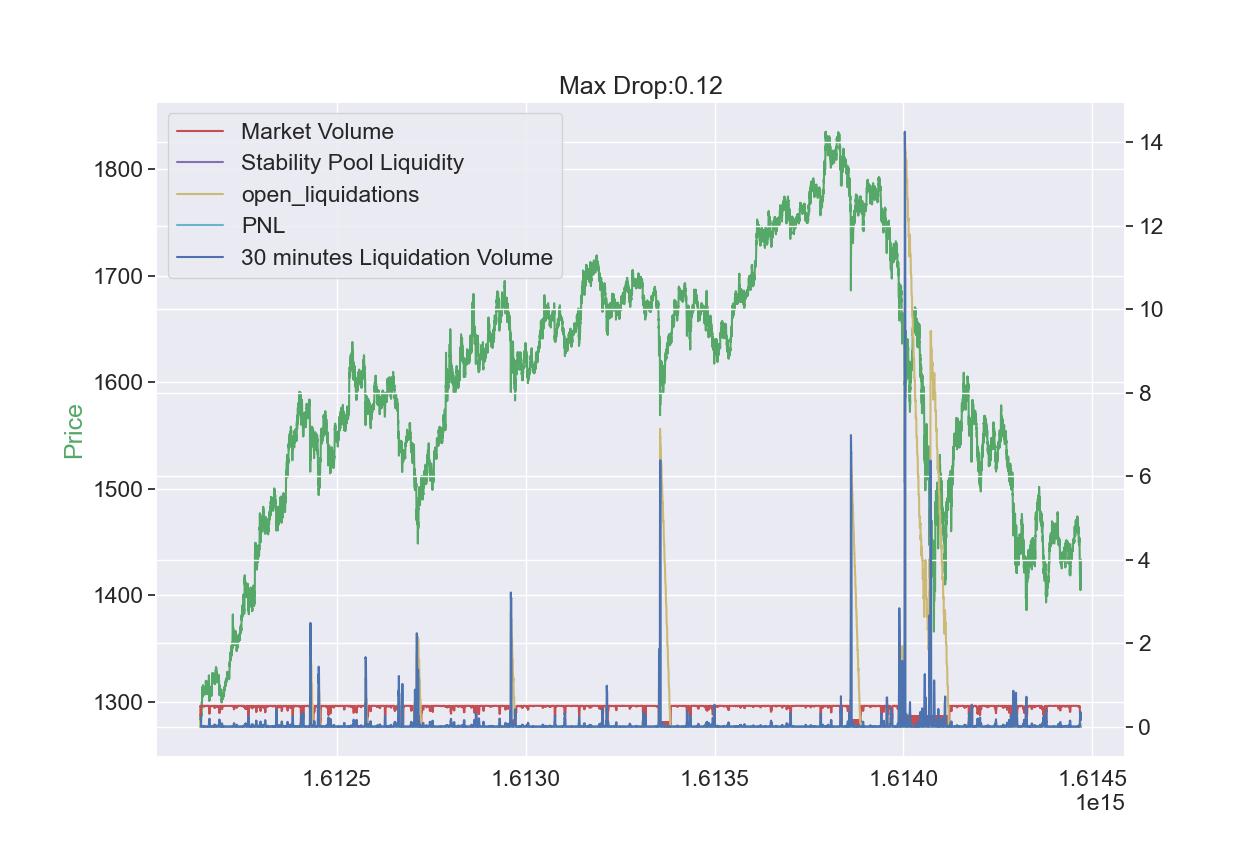 Max Drop:0.12
Market Volume
Stability Pool Liquidity
open_liquidations
PNL
30 minutes Liquidation Volume
Price
1800
1700
1600
1500
1400
1300
14
12
10
8
6
4
2
0
1.6125 1.6130 1.6135 1.6140 1.6145
1e15